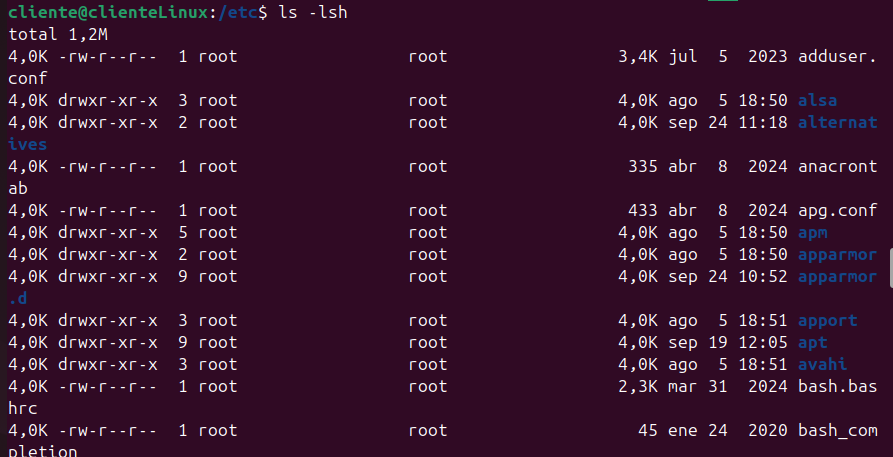 cliente@clienteLinux:/etc$ ls -lsh
total 1,2M
4,0K -rw-r--r--  1 root                 root                 3,4K jul  5  2023 adduser.
conf
4,0K drwxr-xr-x  3 root                 root                 4,0K ago  5 18:50 alsa
4,0K drwxr-xr-x  2 root                 root                 4,0K sep 24 11:18 alternat
ives
4,0K -rw-r--r--  1 root                 root                  335 abr  8  2024 anacront
ab
4,0K -rw-r--r--  1 root                 root                  433 abr  8  2024 apg.conf
4,0K drwxr-xr-x  5 root                 root                 4,0K ago  5 18:50 apm
4,0K drwxr-xr-x  2 root                 root                 4,0K ago  5 18:50 apparmor
4,0K drwxr-xr-x  9 root                 root                 4,0K sep 24 10:52 apparmor
.d
4,0K drwxr-xr-x  3 root                 root                 4,0K ago  5 18:51 apport
4,0K drwxr-xr-x  9 root                 root                 4,0K sep 19 12:05 apt
4,0K drwxr-xr-x  3 root                 root                 4,0K ago  5 18:51 avahi
4,0K -rw-r--r--  1 root                 root                 2,3K mar 31  2024 bash.bas
hrc
4,0K -rw-r--r--  1 root                 root                   45 ene 24  2020 bash_com
pletion